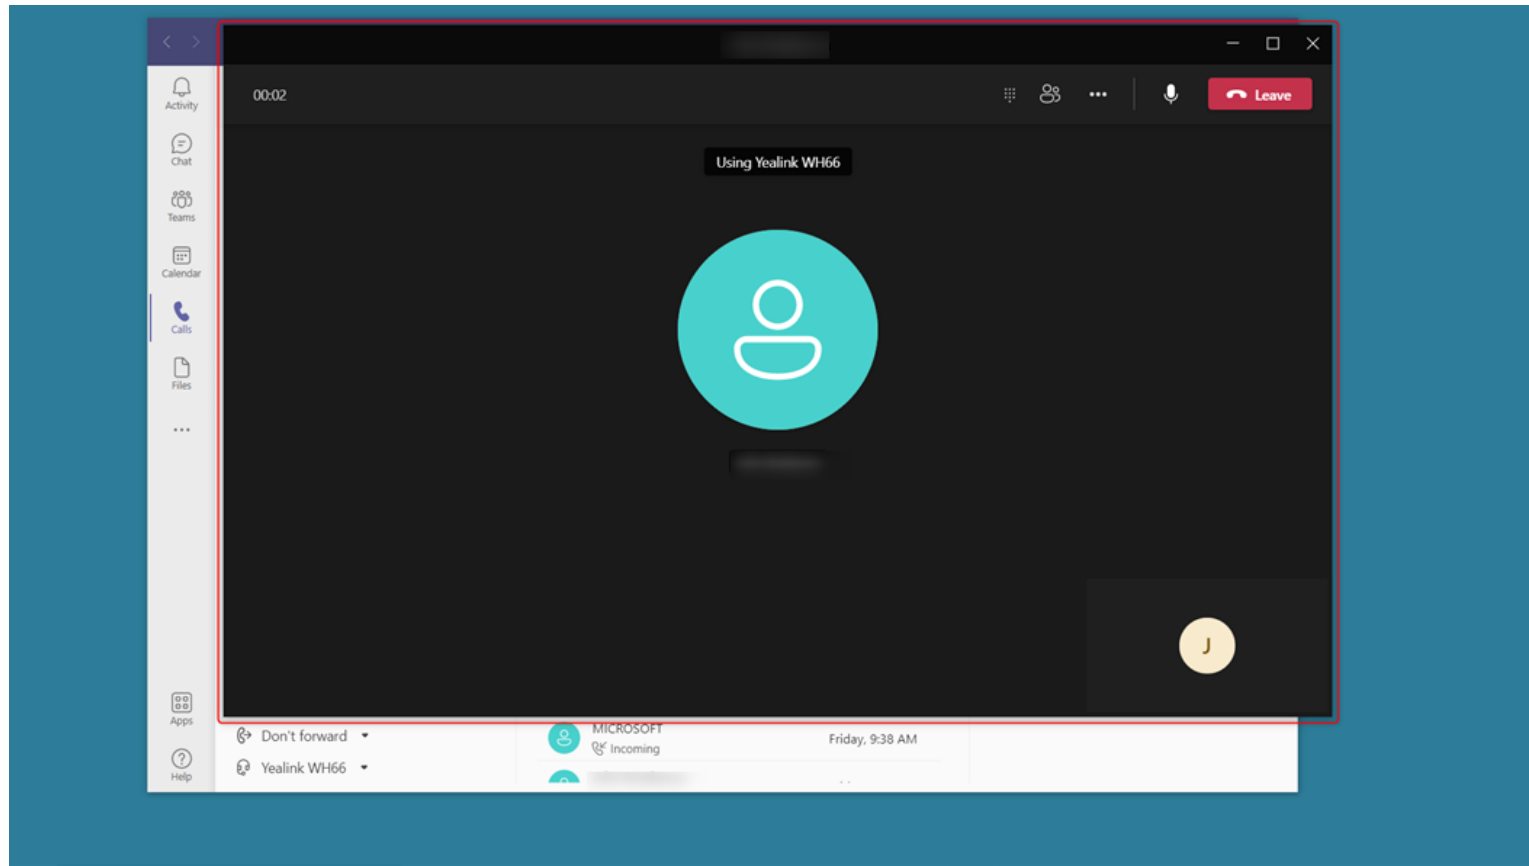 00:02
Leave
Using Yealink WH66
Activity
Chat
Teams
Calendar
Calls
Files
Apps
Help
J
Don't forward
Yealink WH66
MICROSOFT
Incoming
Friday, 9:38 AM